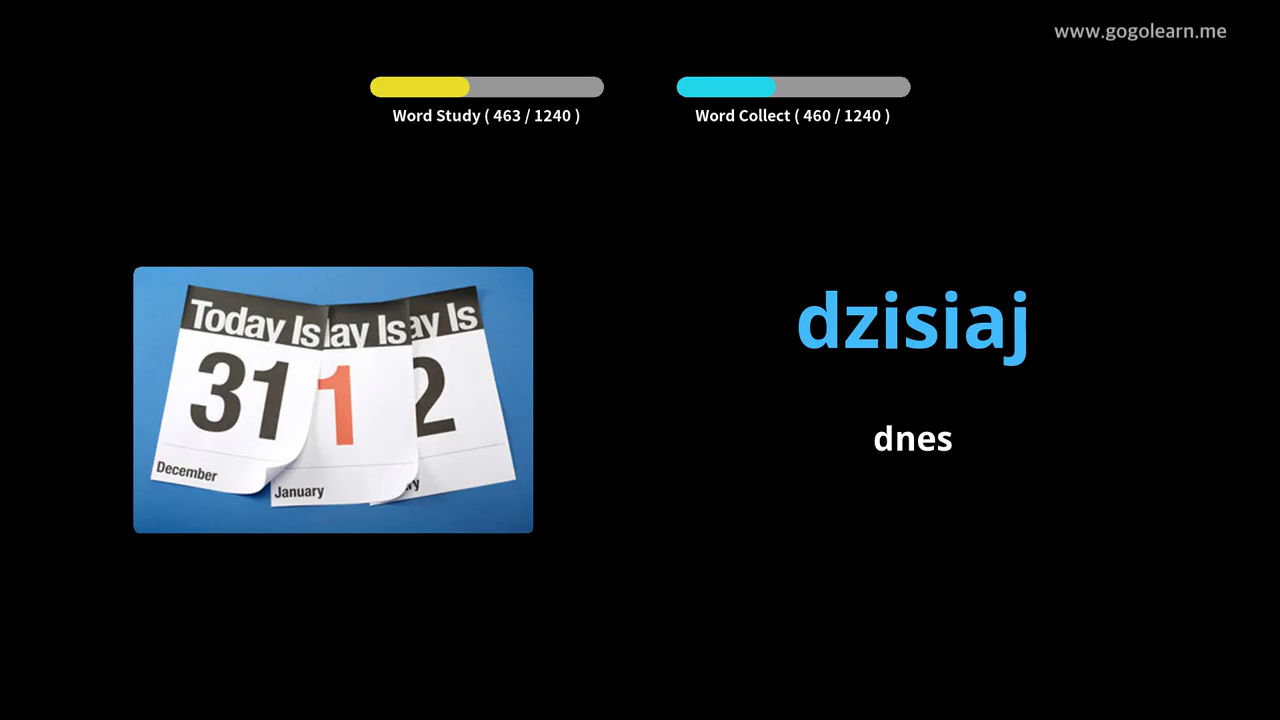 www.gogolearn.me
Word Study ( 463 / 1240 )
Word Collect ( 460 / 1240 )
Today Is
ay Is
ay Is
31
1
2
December
January
ry
dzisiaj
dnes